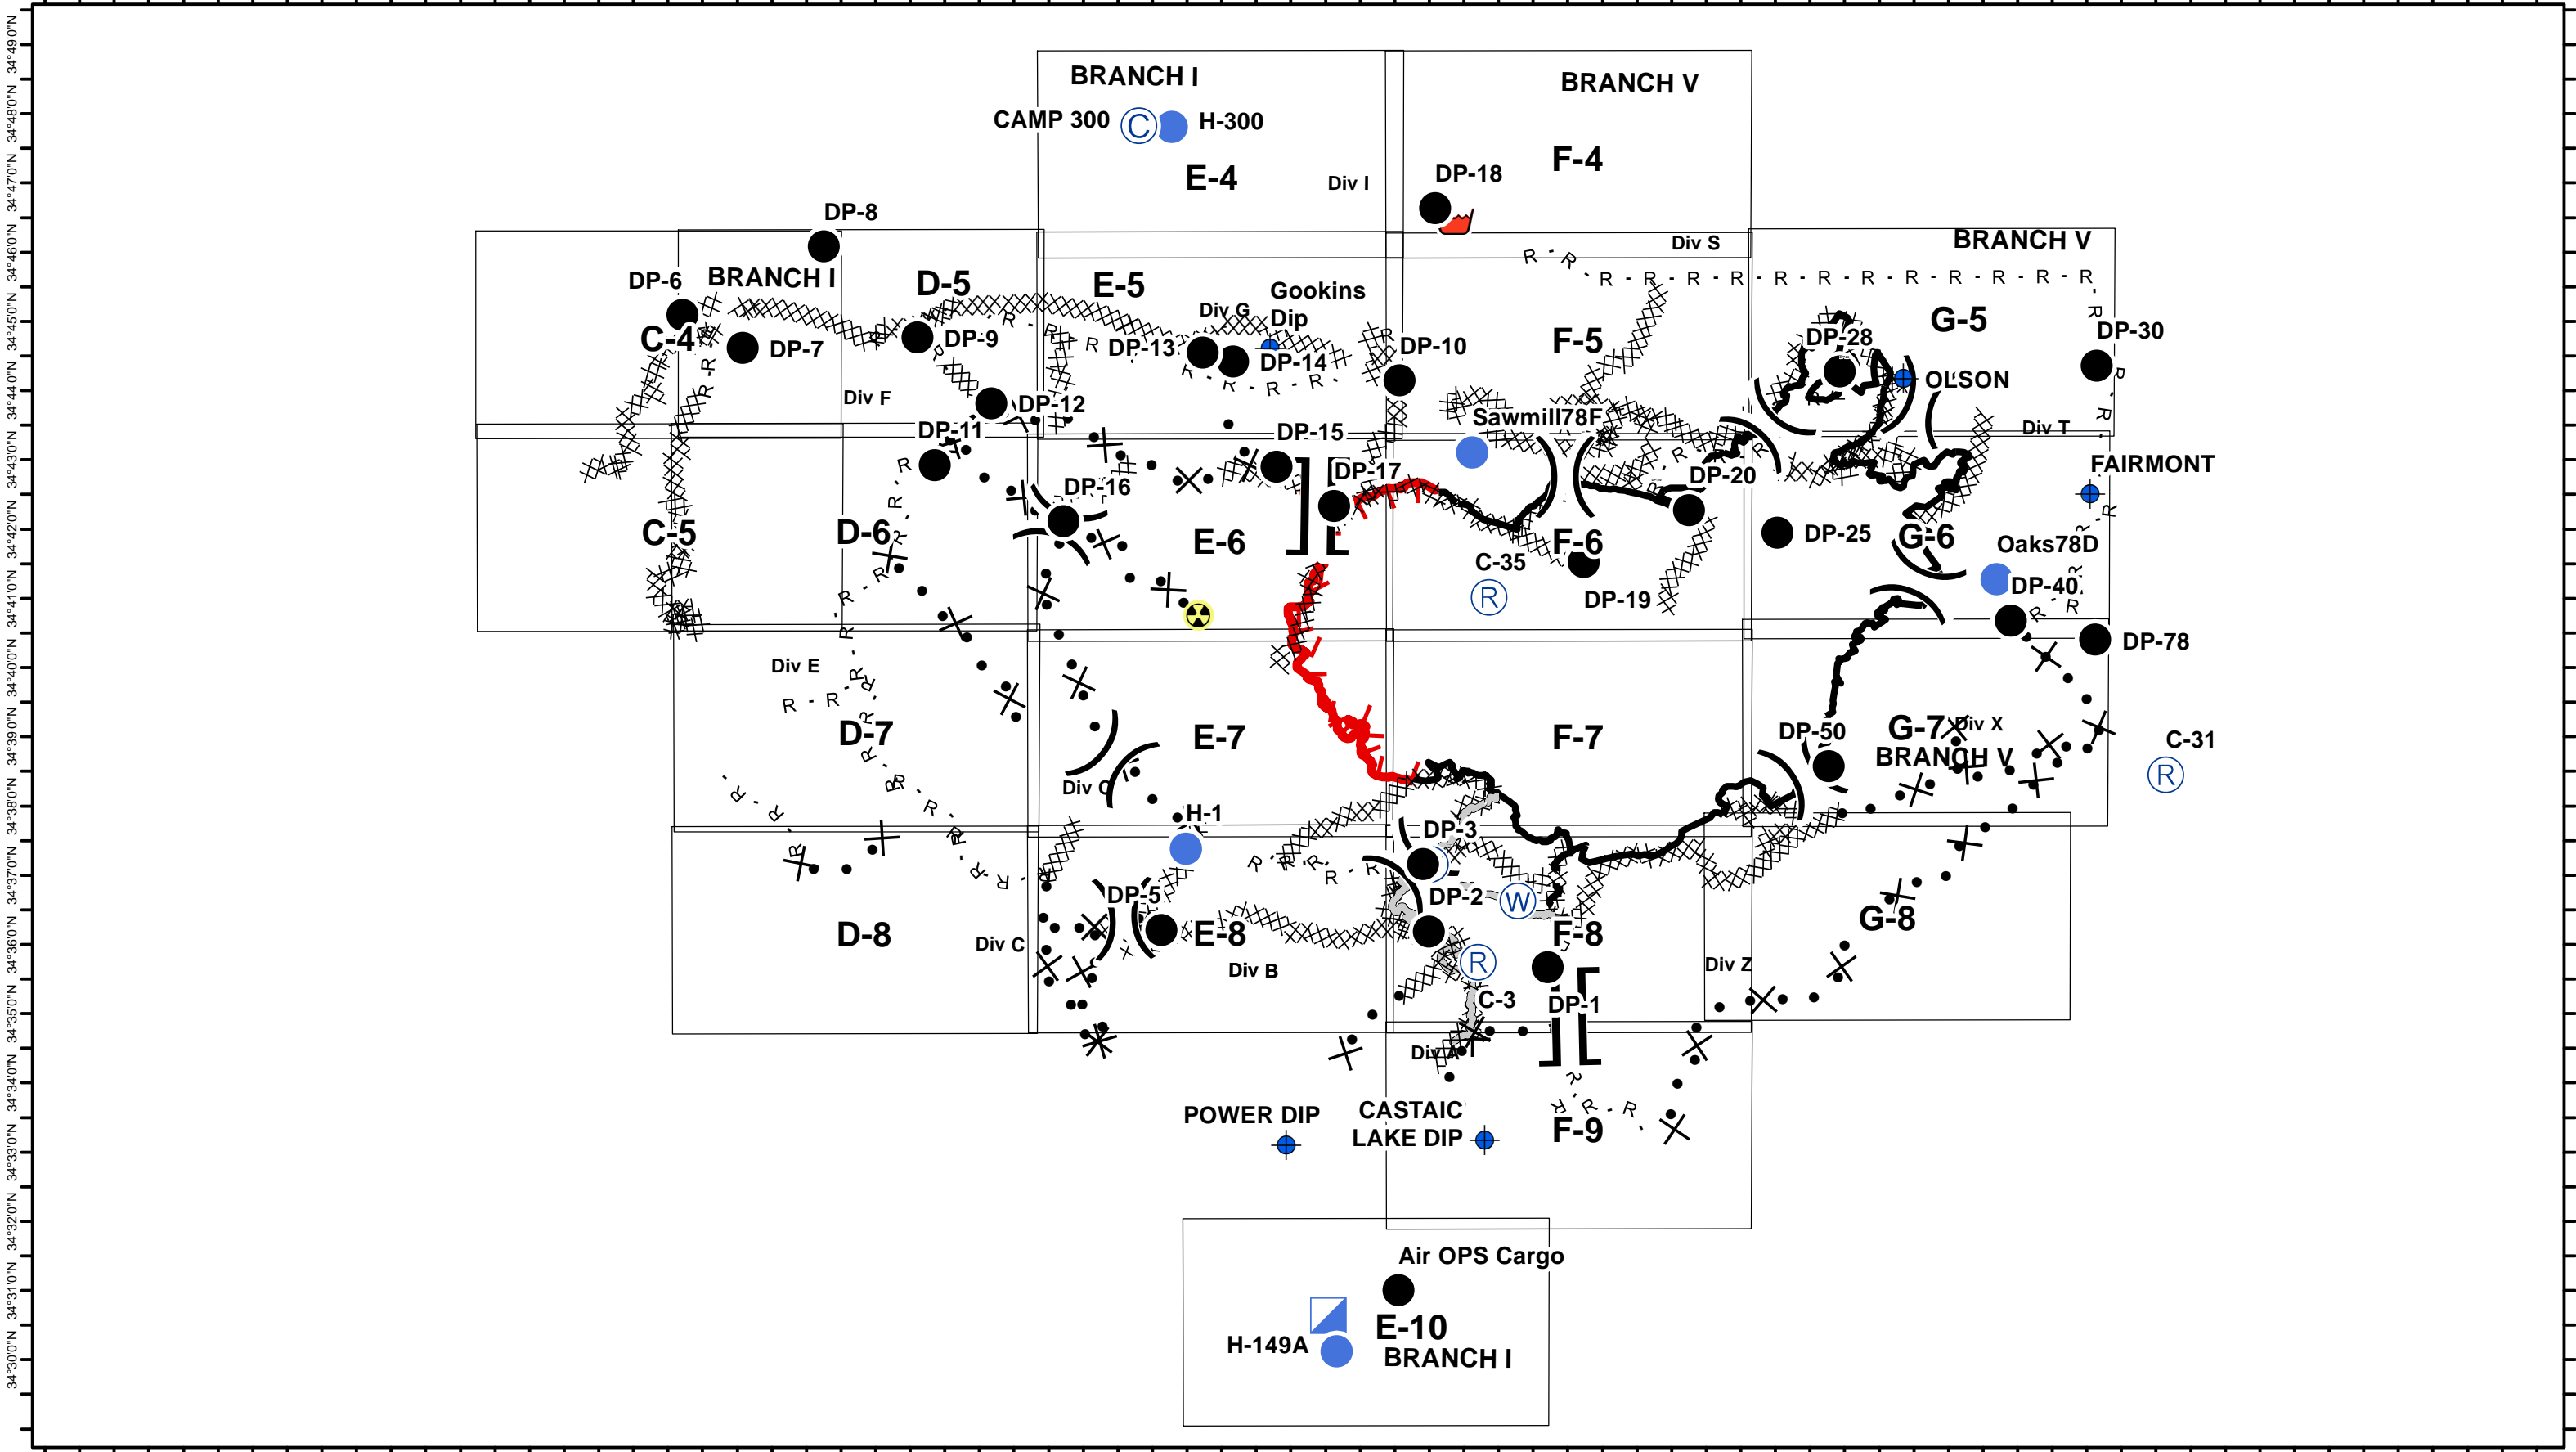 34°49'0"N
34°48'0"N
34°47'0"N
34°46'0"N
34°45'0"N
34°44'0"N
34°43'0"N
34°42'0"N
34°41'0"N
34°40'0"N
34°39'0"N
34°38'0"N
34°37'0"N
34°36'0"N
34°35'0"N
34°34'0"N
34°33'0"N
34°32'0"N
34°31'0"N
34°30'0"N
BRANCH I
BRANCH V
CAMP 300
C
H-300
E-4
Div I
F-4
DP-18
DP-8
BRANCH V
Div S
R - R - R - R - R - R - R - R - R - R - R - R - R - R
DP-6
BRANCH I
D-5
E-5
Gookins
Dip
Div G
F-5
G-5
C-4
DP-7
DP-9
DP-13
DP-14
DP-10
DP-28
DP-30
OLSON
Div F
DP-12
DP-11
Sawmill78F
Div T
DP-15
DP-17
DP-20
FAIRMONT
DP-16
C-5
D-6
E-6
F-6
DP-25
G-6
Oaks78D
C-35
R
DP-19
DP-40
DP-78
Div E
D-7
E-7
F-7
DP-50
G-7
Div X
BRANCH V
C-31
R
H-1
DP-3
DP-5
DP-2
W
D-8
Div C
E-8
Div B
F-8
G-8
Div Z
R
C-3
DP-1
Div A
POWER DIP
CASTAIC
LAKE DIP
F-9
Air OPS Cargo
E-10
H-149A
BRANCH I